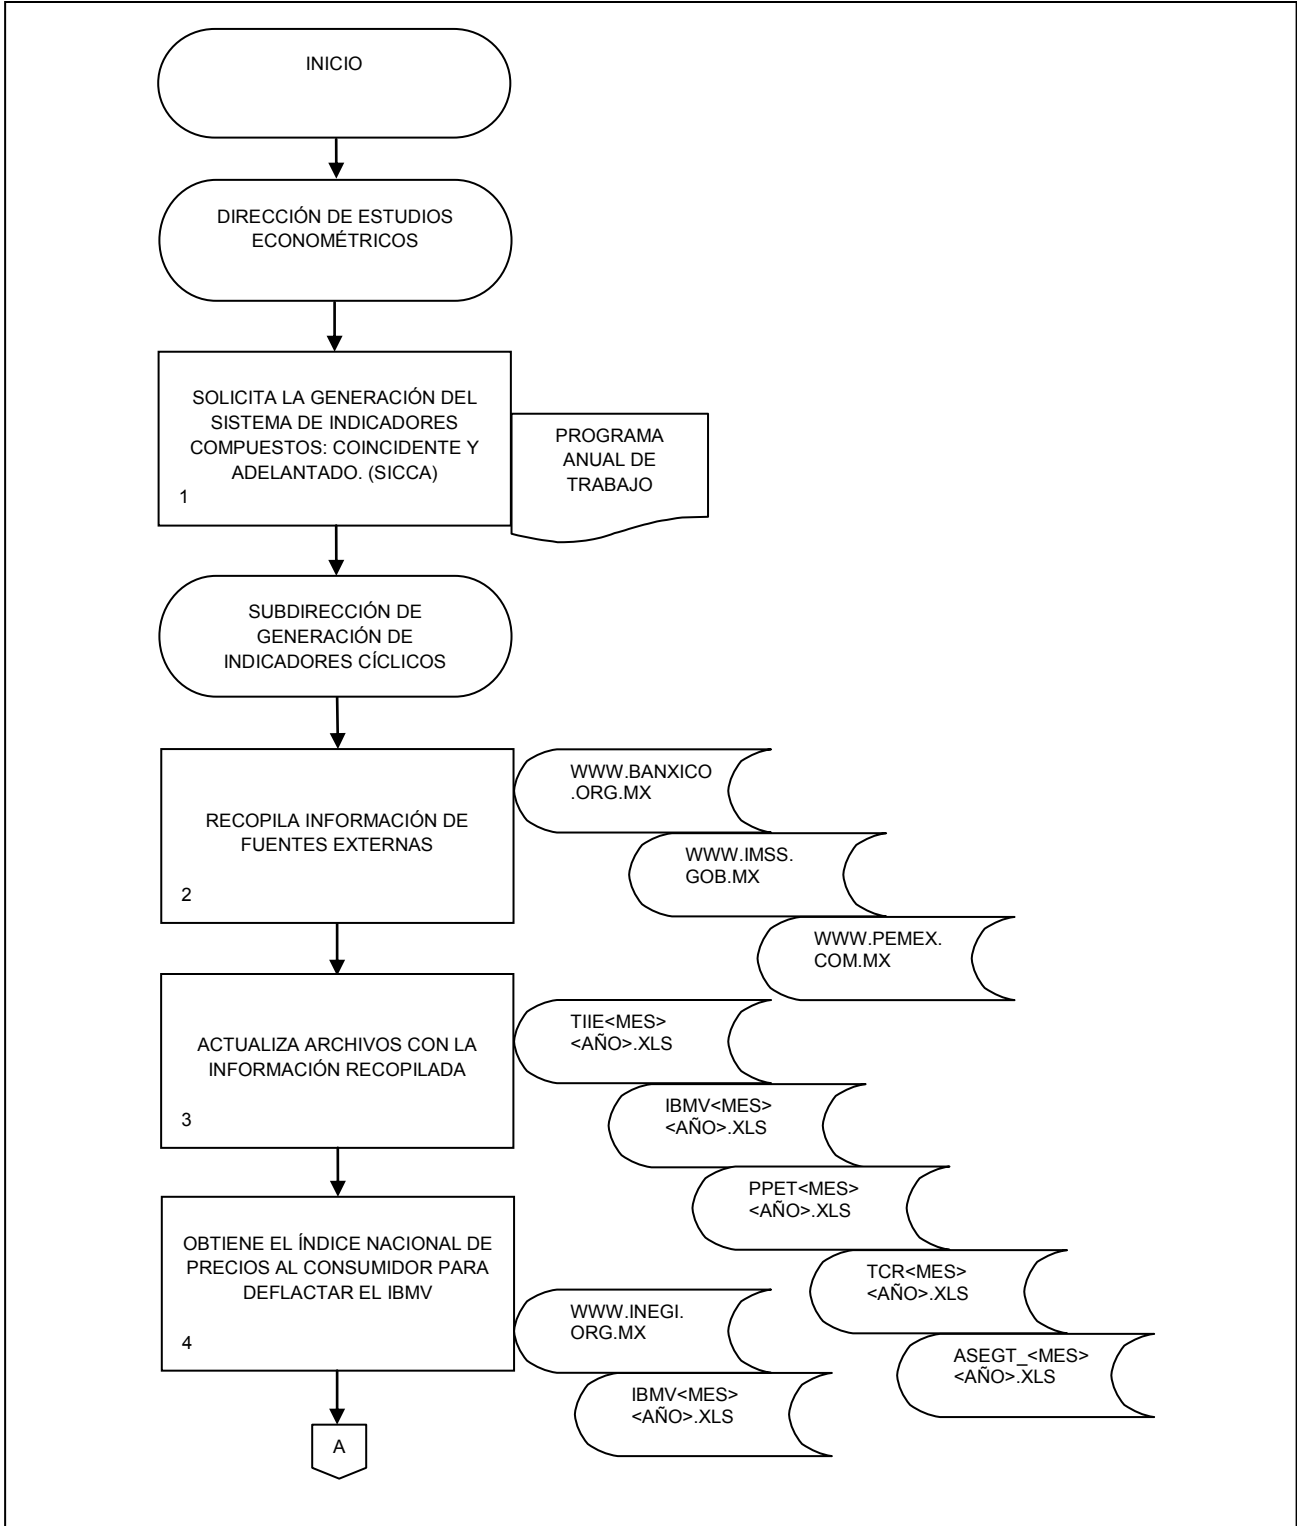 INICIO
DIRECCIÓN DE ESTUDIOS
ECONOMÉTRICOS
SOLICITA LA GENERACIÓN DEL
SISTEMA DE INDICADORES
COMPUESTOS: COINCIDENTE Y
ADELANTADO. (SICCA)
1
PROGRAMA
ANUAL DE
TRABAJO
SUBDIRECCIÓN DE
GENERACIÓN DE
INDICADORES CÍCLICOS
RECOPILA INFORMACIÓN DE
FUENTES EXTERNAS
2
WWW.BANXICO
.ORG.MX
WWW.IMSS.
GOB.MX
WWW.PEMEX.
COM.MX
ACTUALIZA ARCHIVOS CON LA
INFORMACIÓN RECOPILADA
3
TIIE<MES>
<AÑO>.XLS
IBMV<MES>
<AÑO>.XLS
PPET<MES>
<AÑO>.XLS
TCR<MES>
<AÑO>.XLS
ASEGT_<MES>
<AÑO>.XLS
OBTIENE EL ÍNDICE NACIONAL DE
PRECIOS AL CONSUMIDOR PARA
DEFLACTAR EL IBMV
4
WWW.INEGI.
ORG.MX
IBMV<MES>
<AÑO>.XLS
A